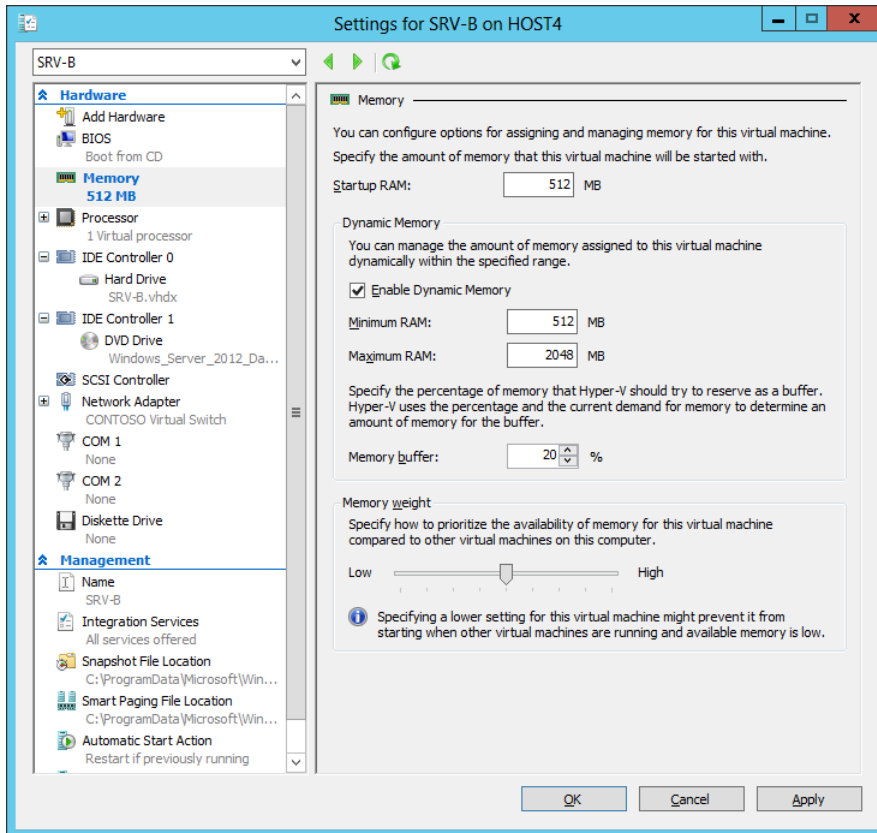 Settings for SRV-B on HOST4
SRV-B
Hardware
Add Hardware
BIOS
Boot from CD
Memory
512 MB
Processor
1 Virtual processor
IDE Controller 0
Hard Drive
SRV-B.vhdx
IDE Controller 1
DVD Drive
Windows_Server_2012_Da...
SCSI Controller
Network Adapter
CONTOSO Virtual Switch
COM 1
None
COM 2
None
Diskette Drive
None
Management
Name
SRV-B
Integration Services
All services offered
Snapshot File Location
C:\ProgramData\Microsoft\Win...
Smart Paging File Location
C:\ProgramData\Microsoft\Win...
Automatic Start Action
Restart if previously running
Memory
You can configure options for assigning and managing memory for this virtual machine.
Specify the amount of memory that this virtual machine will be started with.
Startup RAM: 512 MB
Dynamic Memory
You can manage the amount of memory assigned to this virtual machine
dynamically within the specified range.
Enable Dynamic Memory
Minimum RAM: 512 MB
Maximum RAM: 2048 MB
Specify the percentage of memory that Hyper-V should try to reserve as a buffer.
Hyper-V uses the percentage and the current demand for memory to determine an
amount of memory for the buffer.
Memory buffer: 20 %
Memory weight
Specify how to prioritize the availability of memory for this virtual machine
compared to other virtual machines on this computer.
Low High
Specifying a lower setting for this virtual machine might prevent it from
starting when other virtual machines are running and available memory is low.
OK Cancel Apply